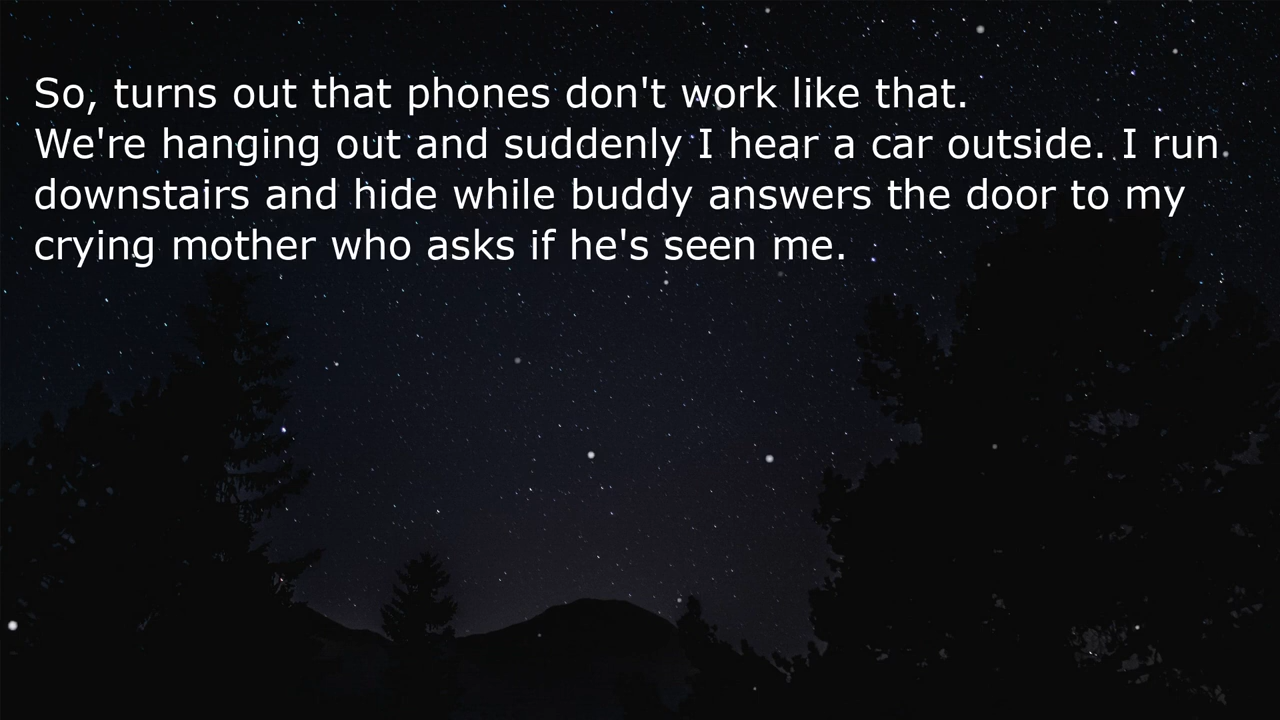 So, turns out that phones don't work like that.
We're hanging out and suddenly I hear a car outside. I run
downstairs and hide while buddy answers the door to my
crying mother who asks if he's seen me.